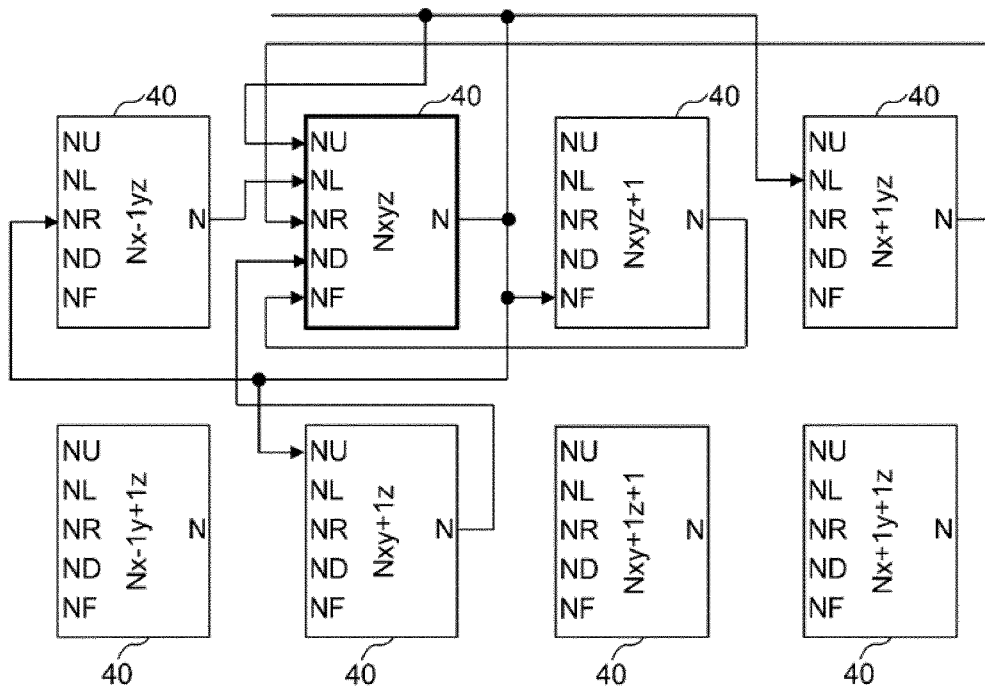 40 40 40 40
NU NU NU NU
NL NL NL NL
NR Nx-1yz N NR Nxyz N NR Nxyz+1 N NR Nx+1yz N
ND ND ND ND
NF NF NF NF
NU NU NU NU
NL NL NL NL
NR Nx-1y+1z N NR Nxy+1z N NR Nxy+1z+1 N NR Nx+1y+1z N
ND ND ND ND
NF NF NF NF
40 40 40 40